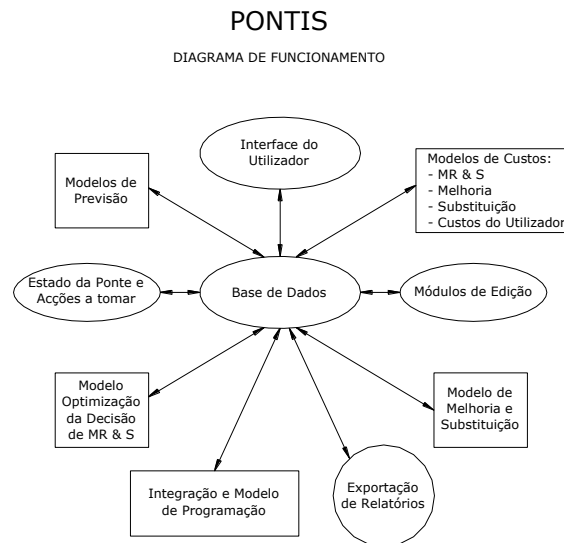 PONTIS
DIAGRAMA DE FUNCIONAMENTO
Interface do
Utilizador
Modelos de
Previsão
Modelos de Custos:
- MR & S
- Melhoria
- Substituição
- Custos do Utilizador
Estado da Ponte e
Acções a tomar
Base de Dados
Módulos de Edição
Modelo
Optimização
da Decisão
de MR & S
Modelo de
Melhoria e
Substituição
Integração e Modelo
de Programação
Exportação
de Relatórios